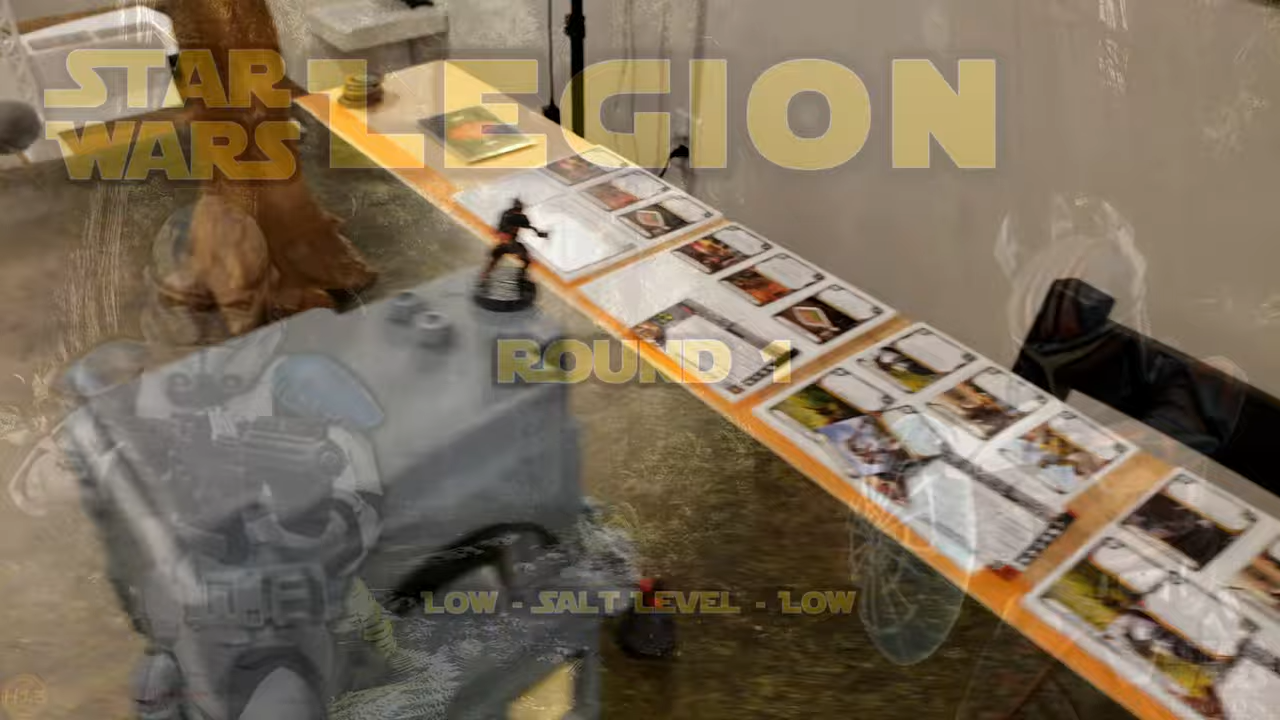 STAR WARS LEGION
ROUND 1
LOW - SALT LEVEL - LOW